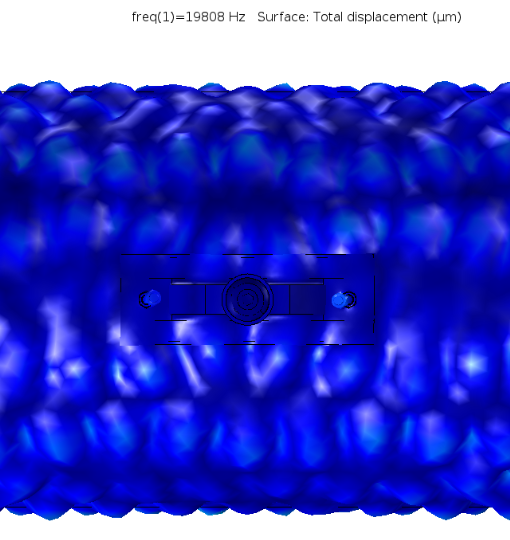 freq(1)=19808 Hz   Surface: Total displacement (µm)